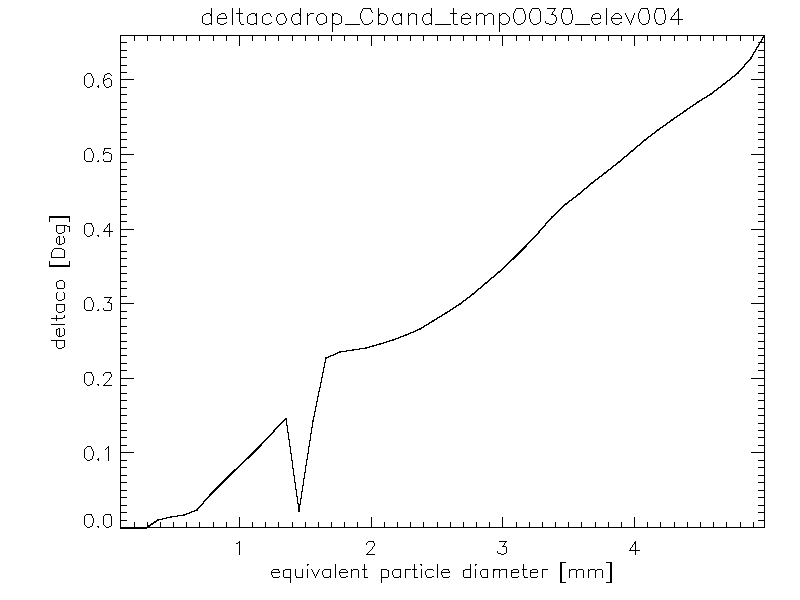 deltacodrop_Cband_temp0030_elev004
0.6
0.5
0.4
0.3
0.2
0.1
0.0
deltaco [Deg]
1 2 3 4
equivalent particle diameter [mm]